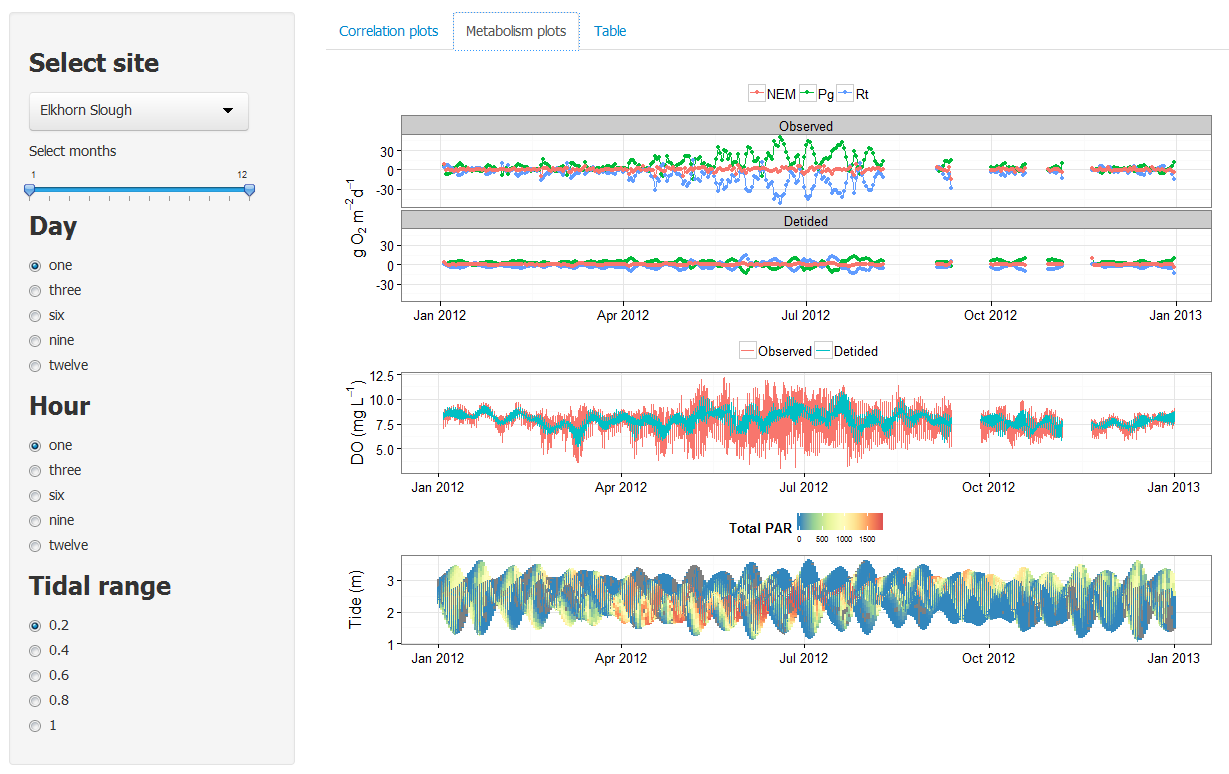 Select site
Elkhorn Slough
Select months
1 12
Day
one
three
six
nine
twelve
Hour
one
three
six
nine
twelve
Tidal range
0.2
0.4
0.6
0.8
1
Correlation plots Metabolism plots Table
NEM Pg Rt
Observed
30
0
-30
g O₂ m⁻² d⁻¹
Detided
30
0
-30
Jan 2012 Apr 2012 Jul 2012 Oct 2012 Jan 2013
Observed Detided
12.5
10.0
7.5
5.0
DO (mg L⁻¹)
Jan 2012 Apr 2012 Jul 2012 Oct 2012 Jan 2013
Total PAR
0 500 1000 1500
3
2
1
Tide (m)
Jan 2012 Apr 2012 Jul 2012 Oct 2012 Jan 2013